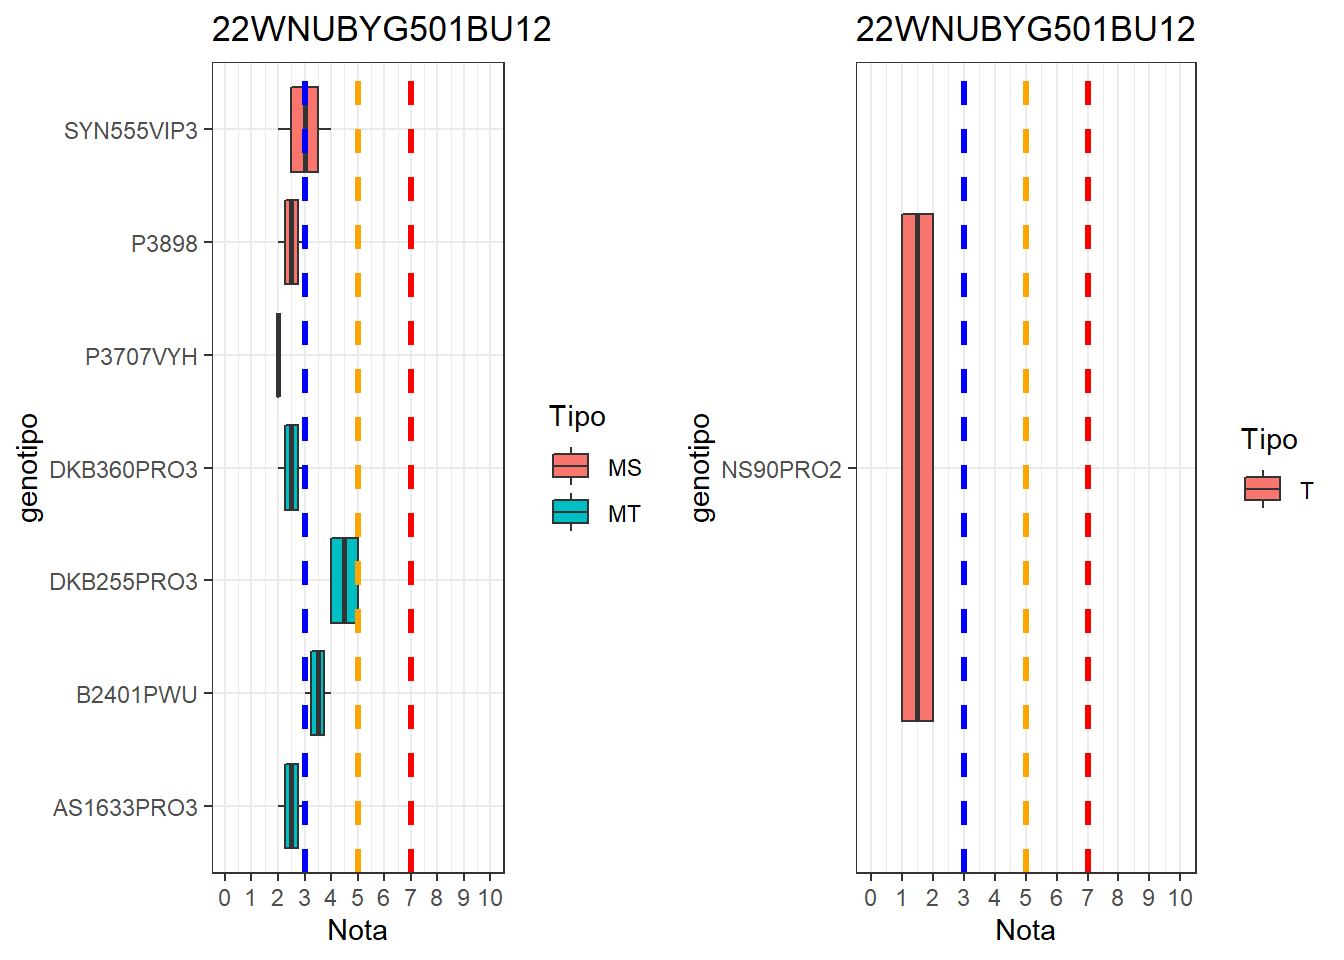 22WNUBYG501BU12
SYN555VIP3
P3898
P3707VYH
DKB360PRO3
DKB255PRO3
B2401PWU
AS1633PRO3
genotipo
0 1 2 3 4 5 6 7 8 9 10
Nota
Tipo
MS
MT
22WNUBYG501BU12
NS90PRO2
genotipo
0 1 2 3 4 5 6 7 8 9 10
Nota
Tipo
T